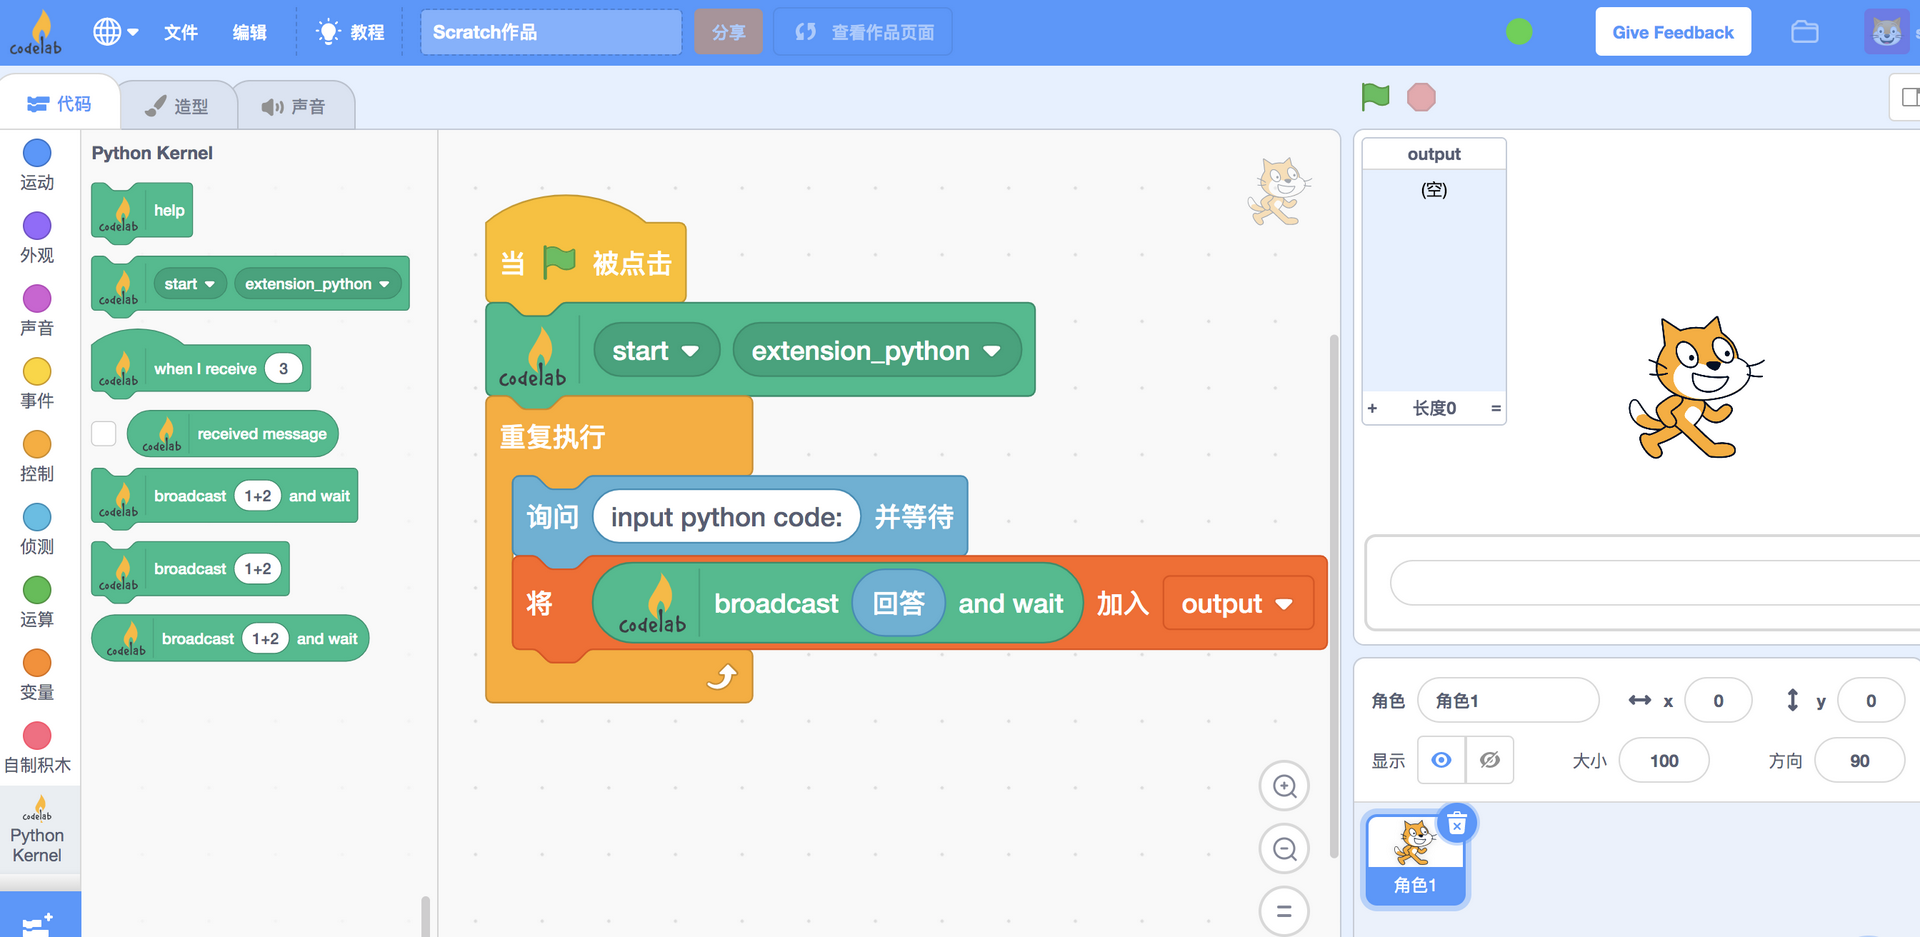 codelab
文件
编辑
教程
Scratch作品
分享
查看作品页面
Give Feedback
代码
造型
声音
运动
外观
声音
事件
控制
侦测
运算
变量
自制积木
codelab
Python
Kernel
Python Kernel
codelab help
codelab start extension_python
codelab when I receive 3
codelab received message
codelab broadcast 1+2 and wait
codelab broadcast 1+2
codelab broadcast 1+2 and wait
当 被点击
codelab start extension_python
重复执行
询问 input python code: 并等待
将 codelab broadcast 回答 and wait 加入 output
output
(空)
+ 长度0 =
角色 角色1 x 0 y 0
显示 大小 100 方向 90
角色1